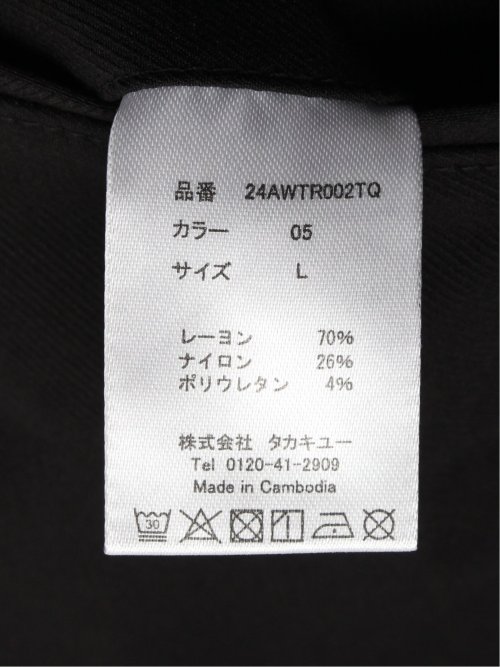 品番 24AWTR002TQ
カラー 05
サイズ L
レーヨン 70%
ナイロン 26%
ポリウレタン 4%
株式会社 タカキユー
Tel 0120-41-2909
Made in Cambodia
30